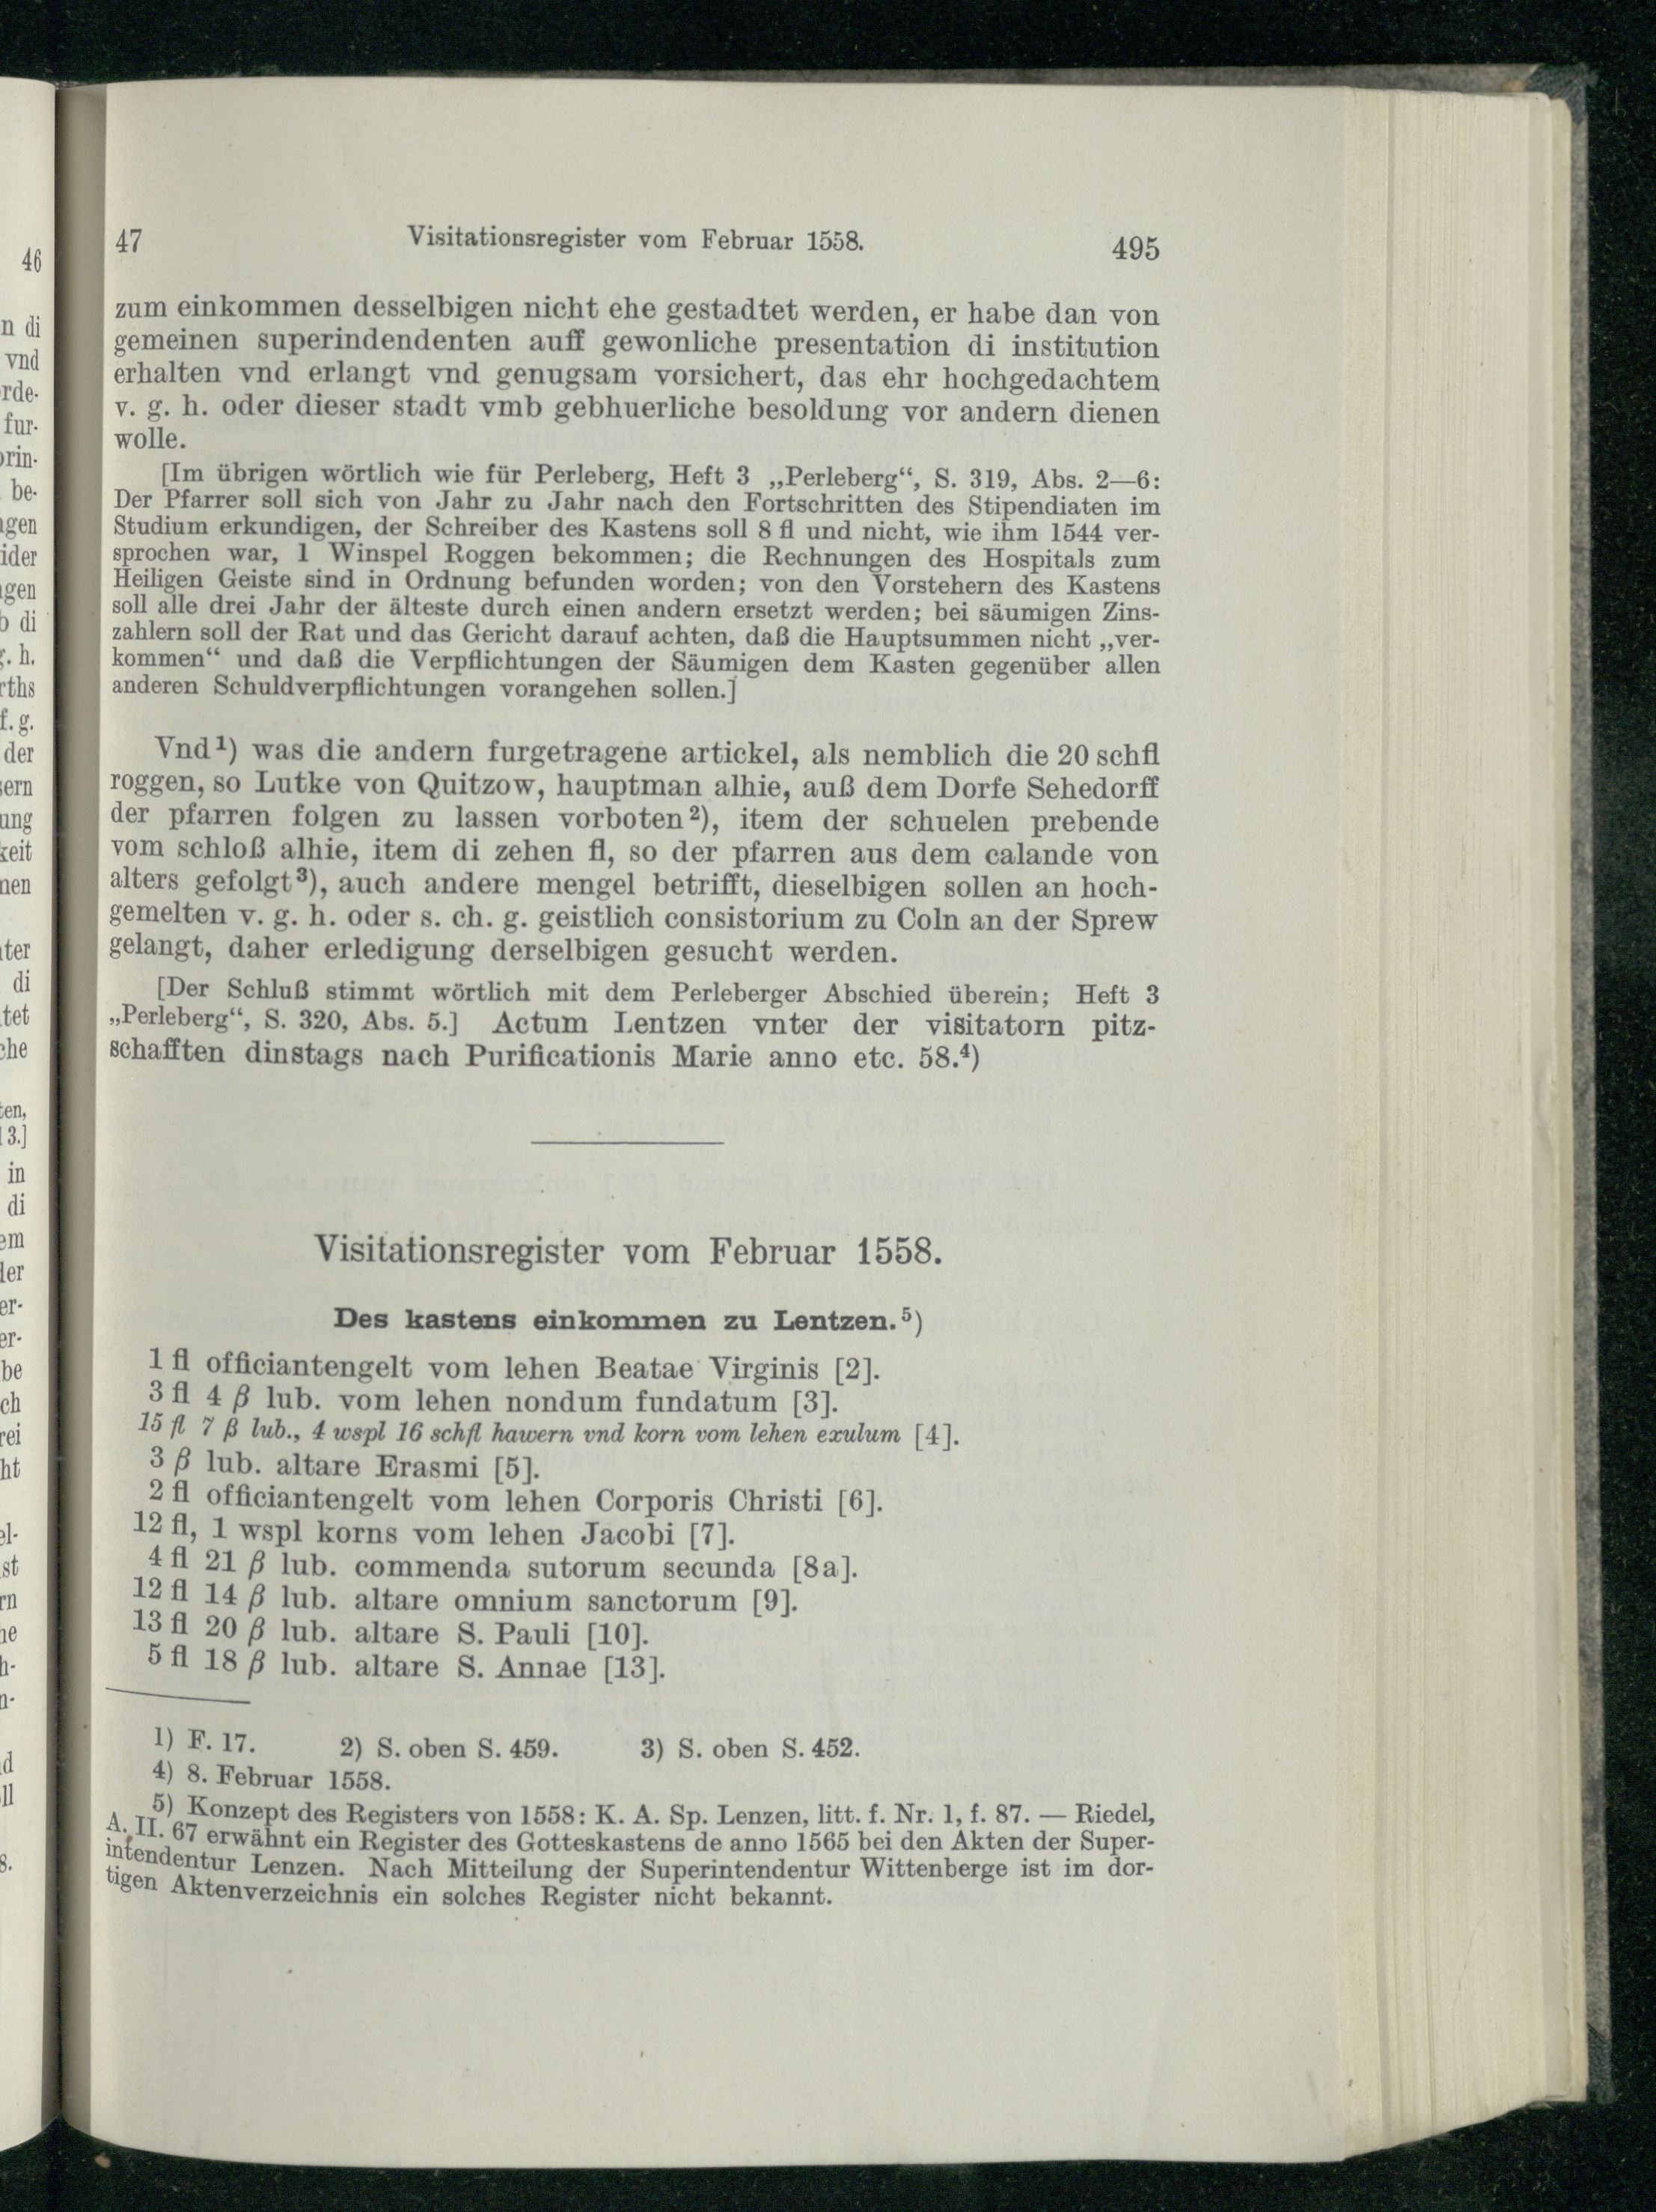 47 Visitationsregister vom Februar 1558. 495
zum einkommen desselbigen nicht ehe gestadtet werden, er habe dan von
gemeinen superindendenten auff gewonliche presentation di institution
erhalten vnd erlangt vnd genugsam vorsichert, das ehr hochgedachtem
v. g. h. oder dieser stadt vmb gebhuerliche besoldung vor andern dienen
wolle.
[Im übrigen wörtlich wie für Perleberg, Heft 3 „Perleberg“, S. 319, Abs. 2—6:
Der Pfarrer soll sich von Jahr zu Jahr nach den Fortschritten des Stipendiaten im
Studium erkundigen, der Schreiber des Kastens soll 8 fl und nicht, wie ihm 1544 ver-
sprochen war, 1 Winspel Roggen bekommen; die Rechnungen des Hospitals zum
Heiligen Geiste sind in Ordnung befunden worden; von den Vorstehern des Kastens
soll alle drei Jahr der älteste durch einen andern ersetzt werden; bei säumigen Zins-
zahlern soll der Rat und das Gericht darauf achten, daß die Hauptsummen nicht „ver-
kommen“ und daß die Verpflichtungen der Säumigen dem Kasten gegenüber allen
anderen Schuldverpflichtungen vorangehen sollen.]
Vnd¹) was die andern furgetragene artickel, als nemblich die 20 schfl
roggen, so Lutke von Quitzow, hauptman alhie, auß dem Dorfe Sehedorff
der pfarren folgen zu lassen vorboten²), item der schuelen prebende
vom schloß alhie, item di zehen fl, so der pfarren aus dem calande von
alters gefolgt³), auch andere mengel betrifft, dieselbigen sollen an hoch-
gemelten v. g. h. oder s. ch. g. geistlich consistorium zu Coln an der Sprew
gelangt, daher erledigung derselbigen gesucht werden.
[Der Schluß stimmt wörtlich mit dem Perleberger Abschied überein; Heft 3
„Perleberg“, S. 320, Abs. 5.] Actum Lentzen vnter der visitatorn pitz-
schafften dinstags nach Purificationis Marie anno etc. 58.⁴)
Visitationsregister vom Februar 1558.
Des kastens einkommen zu Lentzen.⁵)
1 fl officiantengelt vom lehen Beatae Virginis [2].
3 fl 4 β lub. vom lehen nondum fundatum [3].
15 fl 7 β lub., 4 wspl 16 schfl hawern vnd korn vom lehen exulum [4].
3 β lub. altare Erasmi [5].
2 fl officiantengelt vom lehen Corporis Christi [6].
12 fl, 1 wspl korns vom lehen Jacobi [7].
4 fl 21 β lub. commenda sutorum secunda [8a].
12 fl 14 β lub. altare omnium sanctorum [9].
13 fl 20 β lub. altare S. Pauli [10].
5 fl 18 β lub. altare S. Annae [13].
1) F. 17. 2) S. oben S. 459. 3) S. oben S. 452.
4) 8. Februar 1558.
5) Konzept des Registers von 1558: K. A. Sp. Lenzen, litt. f. Nr. 1, f. 87. — Riedel,
A. II. 67 erwähnt ein Register des Gotteskastens de anno 1565 bei den Akten der Super-
intendentur Lenzen. Nach Mitteilung der Superintendentur Wittenberge ist im dor-
tigen Aktenverzeichnis ein solches Register nicht bekannt.